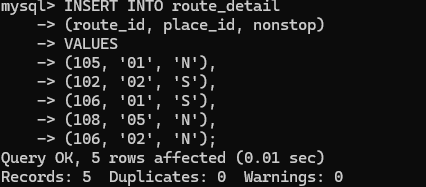 mysql> INSERT INTO route_detail
    -> (route_id, place_id, nonstop)
    -> VALUES
    -> (105, '01', 'N'),
    -> (102, '02', 'S'),
    -> (106, '01', 'S'),
    -> (108, '05', 'N'),
    -> (106, '02', 'N');
Query OK, 5 rows affected (0.01 sec)
Records: 5  Duplicates: 0  Warnings: 0